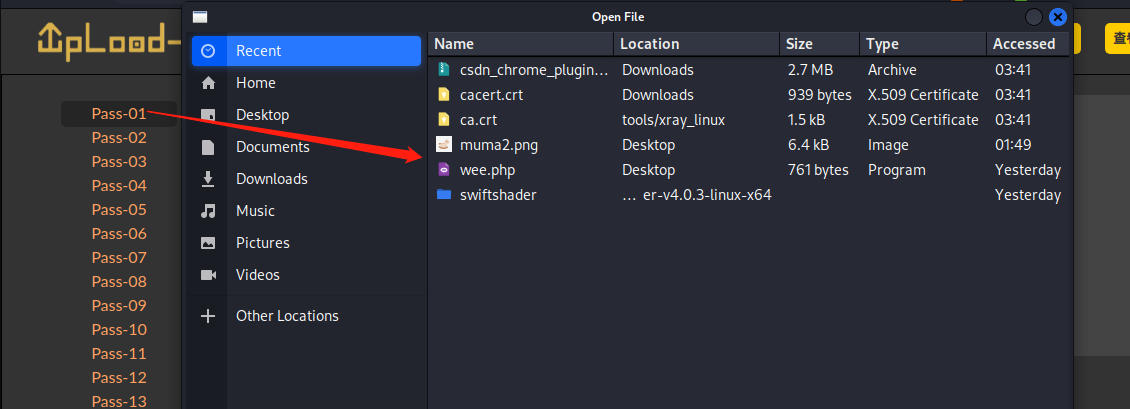 Open File
UpLoad-
查看
Pass-01
Pass-02
Pass-03
Pass-04
Pass-05
Pass-06
Pass-07
Pass-08
Pass-09
Pass-10
Pass-11
Pass-12
Pass-13
Recent
Home
Desktop
Documents
Downloads
Music
Pictures
Videos
Other Locations
Name Location Size Type Accessed
csdn_chrome_plugin... Downloads 2.7 MB Archive 03:41
cacert.crt Downloads 939 bytes X.509 Certificate 03:41
ca.crt tools/xray_linux 1.5 kB X.509 Certificate 03:41
muma2.png Desktop 6.4 kB Image 01:49
wee.php Desktop 761 bytes Program Yesterday
swiftshader ... er-v4.0.3-linux-x64 Yesterday